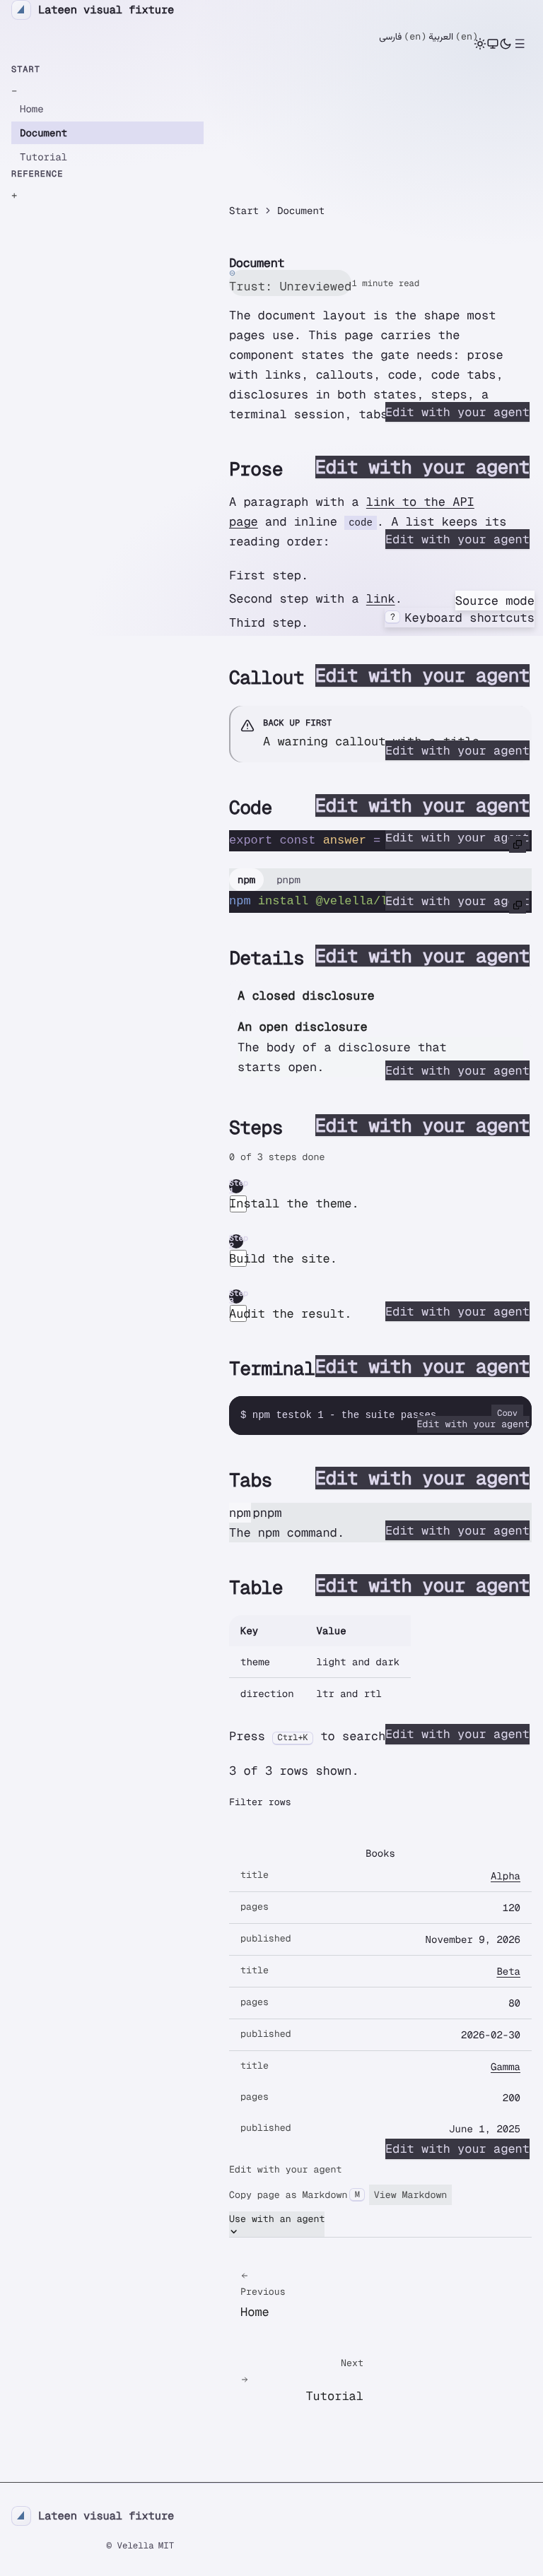 Lateen visual fixture
فارسی (en) العربية (en)
START
−
Home
Document
Tutorial
REFERENCE
+
Start > Document
Document
Trust: Unreviewed
1 minute read
The document layout is the shape most
pages use. This page carries the
component states the gate needs: prose
with links, callouts, code, code tabs,
disclosures in both states, steps, a
terminal session, tabs
Edit with your agent
Prose
Edit with your agent
A paragraph with a link to the API
page and inline code. A list keeps its
reading order:
Edit with your agent
First step.
Second step with a link.
Third step.
Source mode
? Keyboard shortcuts
Callout
Edit with your agent
BACK UP FIRST
A warning callout with a title
Edit with your agent
Code
Edit with your agent
export const answer =
Edit with your agent
npm pnpm
npm install @velella/l
Edit with your agent
Details
Edit with your agent
A closed disclosure
An open disclosure
The body of a disclosure that
starts open.
Edit with your agent
Steps
Edit with your agent
0 of 3 steps done
Install the theme.
Build the site.
Audit the result.
Edit with your agent
Terminal
Edit with your agent
$ npm testok 1 - the suite passes
Copy
Edit with your agent
Tabs
Edit with your agent
npm pnpm
The npm command.
Edit with your agent
Table
Edit with your agent
Key Value
theme light and dark
direction ltr and rtl
Press Ctrl+K to search
Edit with your agent
3 of 3 rows shown.
Filter rows
Books
title Alpha
pages 120
published November 9, 2026
title Beta
pages 80
published 2026-02-30
title Gamma
pages 200
published June 1, 2025
Edit with your agent
Edit with your agent
Copy page as Markdown M View Markdown
Use with an agent
←
Previous
Home
Next
→
Tutorial
Lateen visual fixture
© Velella MIT